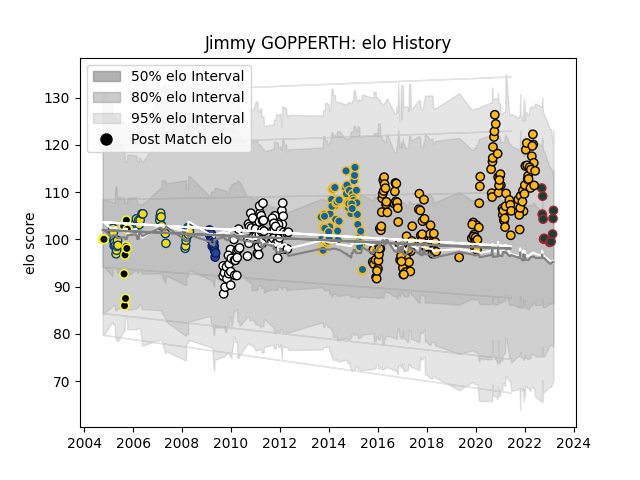 Jimmy GOPPERTH: elo History
50% elo Interval
80% elo Interval
95% elo Interval
Post Match elo
elo score
130
120
110
100
90
80
70
2004 2006 2008 2010 2012 2014 2016 2018 2020 2022 2024